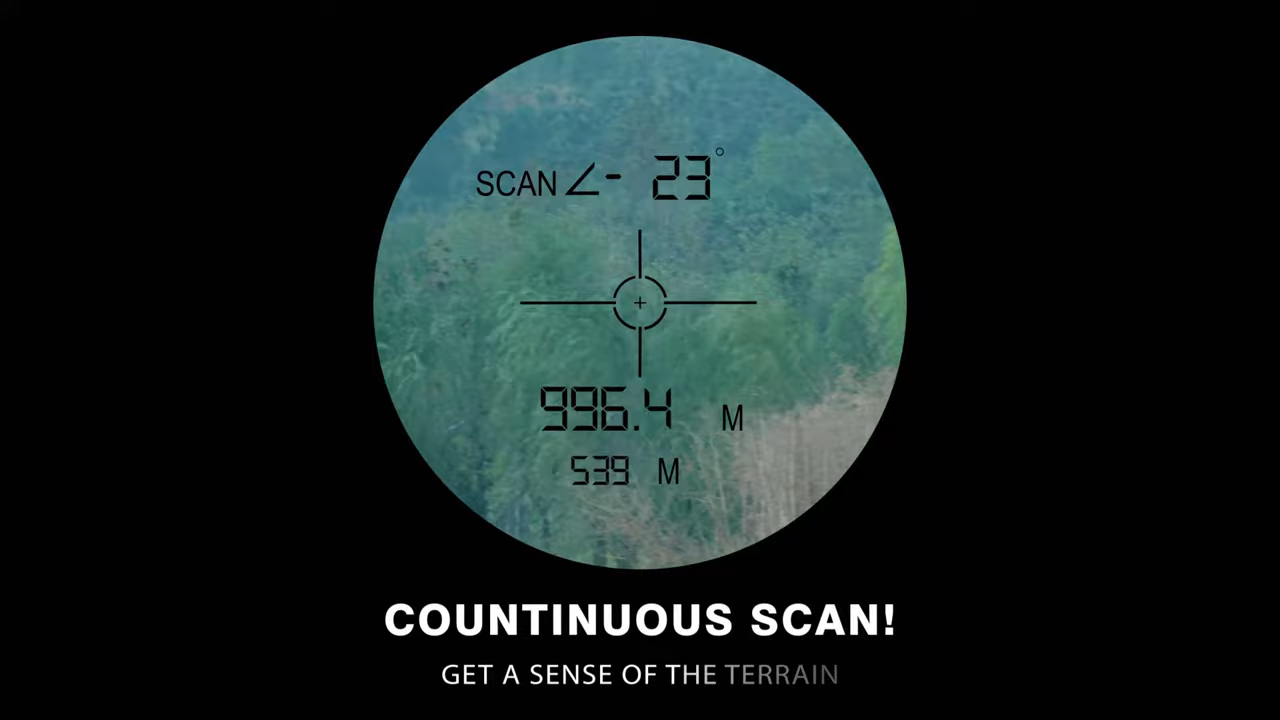 SCAN ∠- 23°
996.4 M
539 M
COUNTINUOUS SCAN!
GET A SENSE OF THE TERRAIN